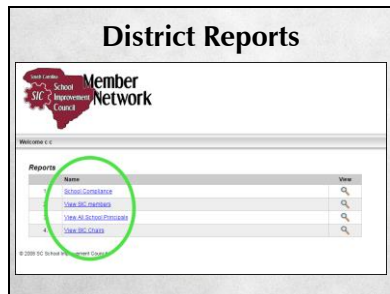 District Reports
South Carolina
SIC
School
Improvement
Council
Member
Network
Welcome c c
Reports
Name View
1 School Compliance
2 View SIC members
3 View All School Principals
4 View SIC Chairs
© 2009 SC School Improvement Council